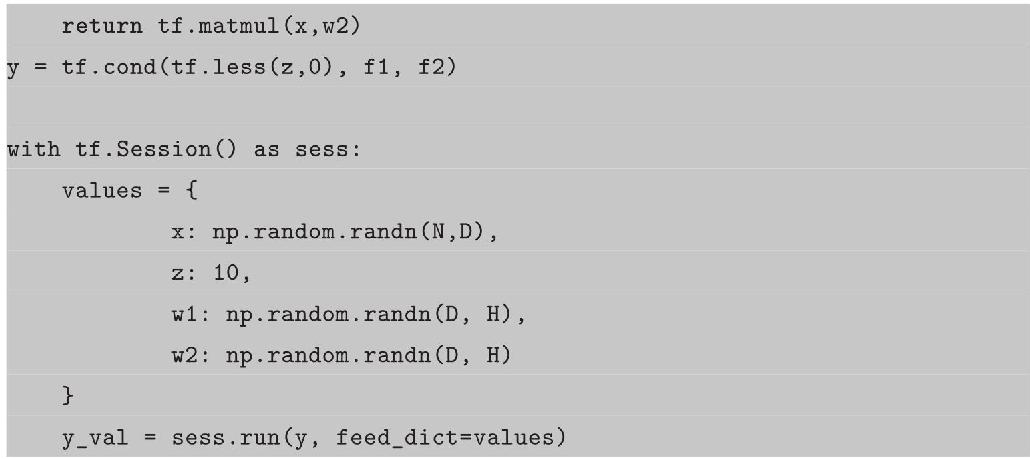 return tf.matmul(x,w2)
y = tf.cond(tf.less(z,0), f1, f2)

with tf.Session() as sess:
    values = {
            x: np.random.randn(N,D),
            z: 10,
            w1: np.random.randn(D, H),
            w2: np.random.randn(D, H)
    }
    y_val = sess.run(y, feed_dict=values)